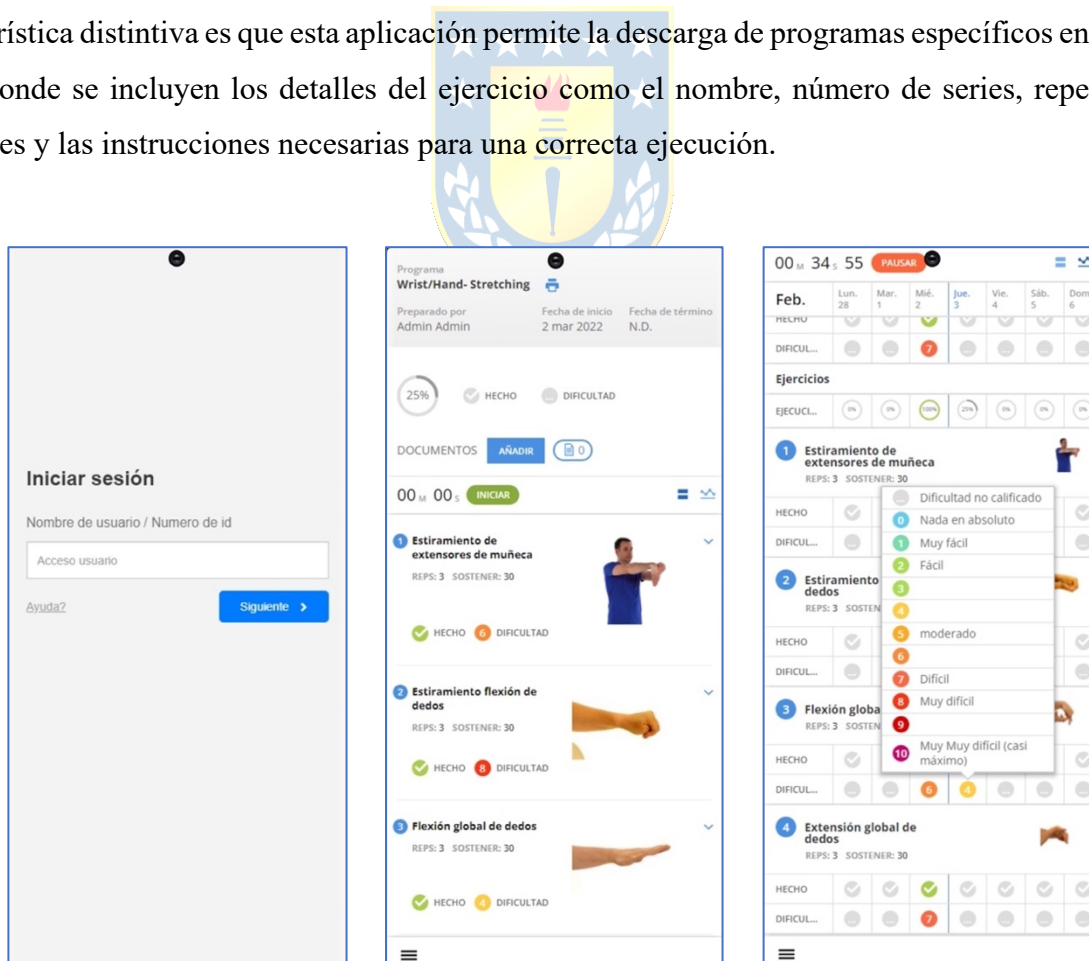 rística distintiva es que esta aplicación permite la descarga de programas específicos en
onde se incluyen los detalles del ejercicio como el nombre, número de series, repe
es y las instrucciones necesarias para una correcta ejecución.
Iniciar sesión
Nombre de usuario / Numero de id
Acceso usuario
Ayuda?
Siguiente
Programa
Wrist/Hand- Stretching
Preparado por Fecha de inicio Fecha de término
Admin Admin 2 mar 2022 N.D.
25% HECHO DIFICULTAD
DOCUMENTOS AÑADIR 0
00 M 00 S INICIAR
1 Estiramiento de
extensores de muñeca
REPS: 3 SOSTENER: 30
HECHO 6 DIFICULTAD
2 Estiramiento flexión de
dedos
REPS: 3 SOSTENER: 30
HECHO 8 DIFICULTAD
3 Flexión global de dedos
REPS: 3 SOSTENER: 30
HECHO 4 DIFICULTAD
00 M 34 S 55 PAUSAR
Feb. Lun. Mar. Mié. Jue. Vie. Sáb. Dom
28 1 2 3 4 5 6
HECHO
DIFICUL... 7
Ejercicios
EJECUCI... 0% 0% 100% 25% 0% 0%
1 Estiramiento de
extensores de muñeca
REPS: 3 SOSTENER: 30
HECHO
DIFICUL...
2 Estiramiento
dedos
REPS: 3 SOSTEN
HECHO
DIFICUL...
3 Flexión globa
REPS: 3 SOSTEN
HECHO
DIFICUL... 6 4
Dificultad no calificado
0 Nada en absoluto
1 Muy fácil
2 Fácil
3
4
5 moderado
6
7 Difícil
8 Muy difícil
9
10 Muy Muy difícil (casi
máximo)
4 Extensión global de
dedos
REPS: 3 SOSTENER: 30
HECHO
DIFICUL... 7